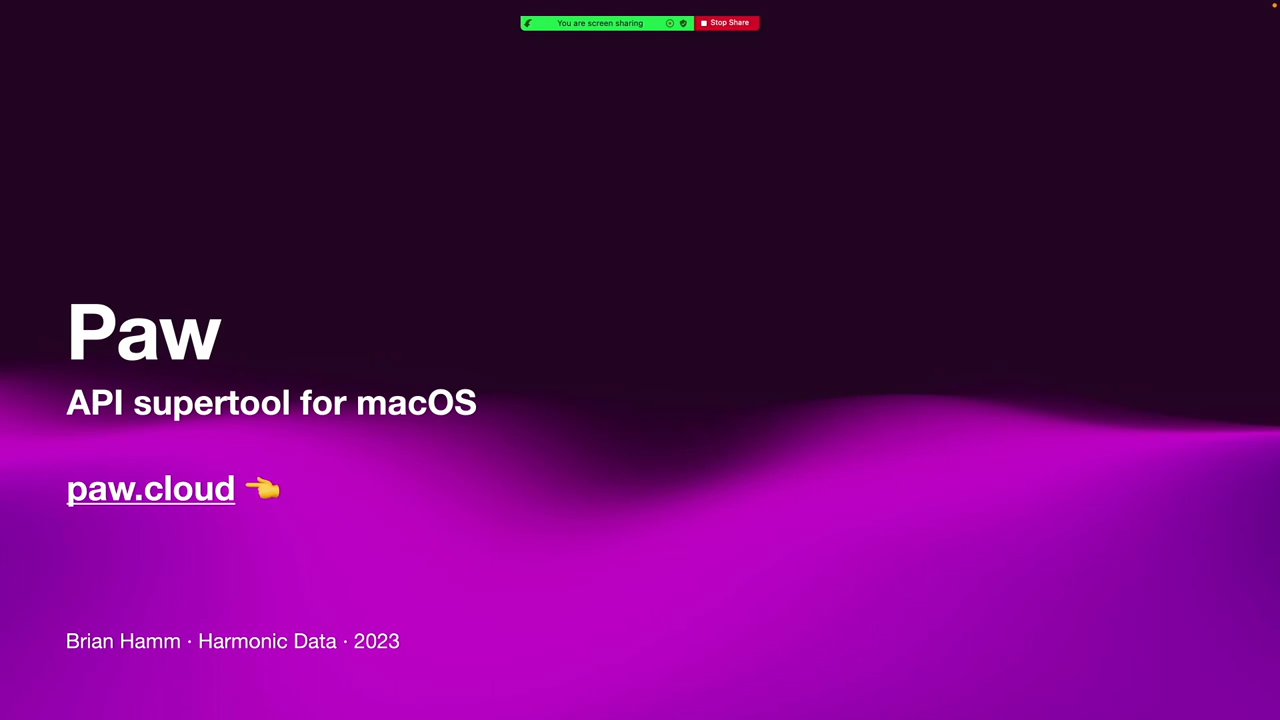 You are screen sharing Stop Share
Paw
API supertool for macOS
paw.cloud 👈
Brian Hamm · Harmonic Data · 2023